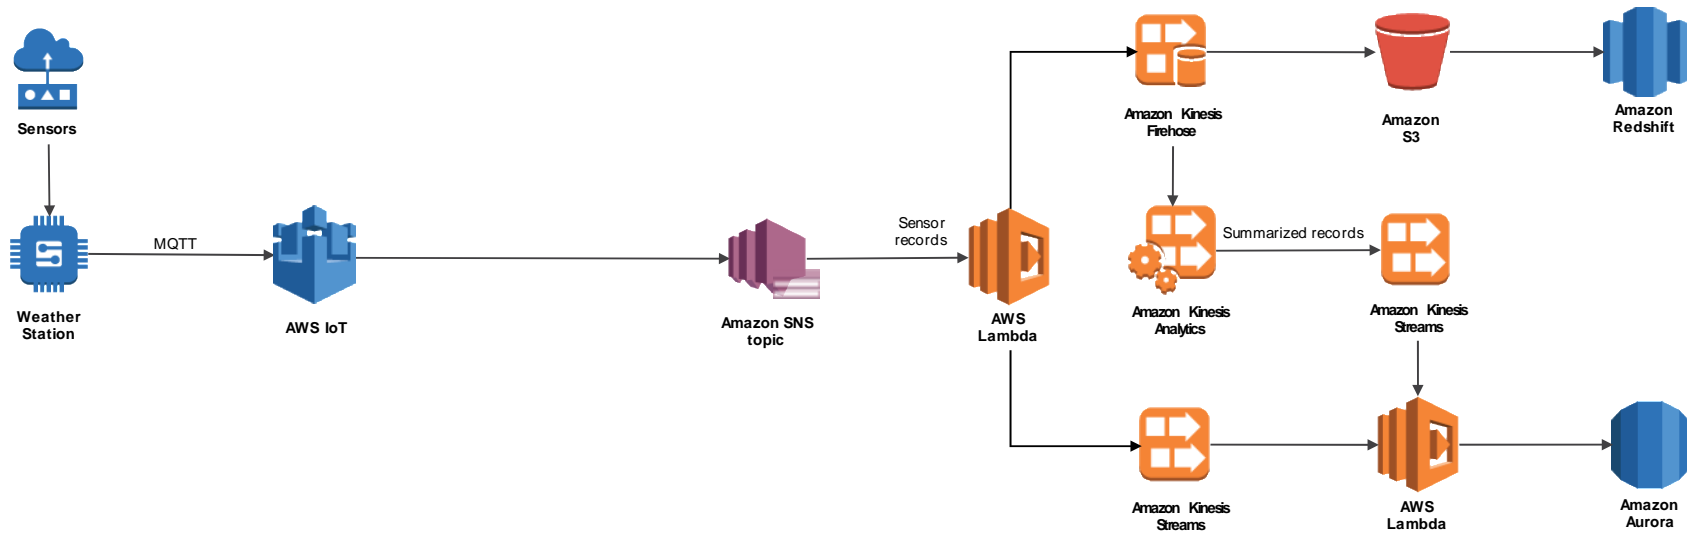 Sensors
Weather
Station
MQTT
AWS IoT
Amazon SNS
topic
Sensor
records
AWS
Lambda
Amazon Kinesis
Firehose
Amazon
S3
Amazon
Redshift
Amazon Kinesis
Analytics
Summarized records
Amazon Kinesis
Streams
Amazon Kinesis
Streams
AWS
Lambda
Amazon
Aurora